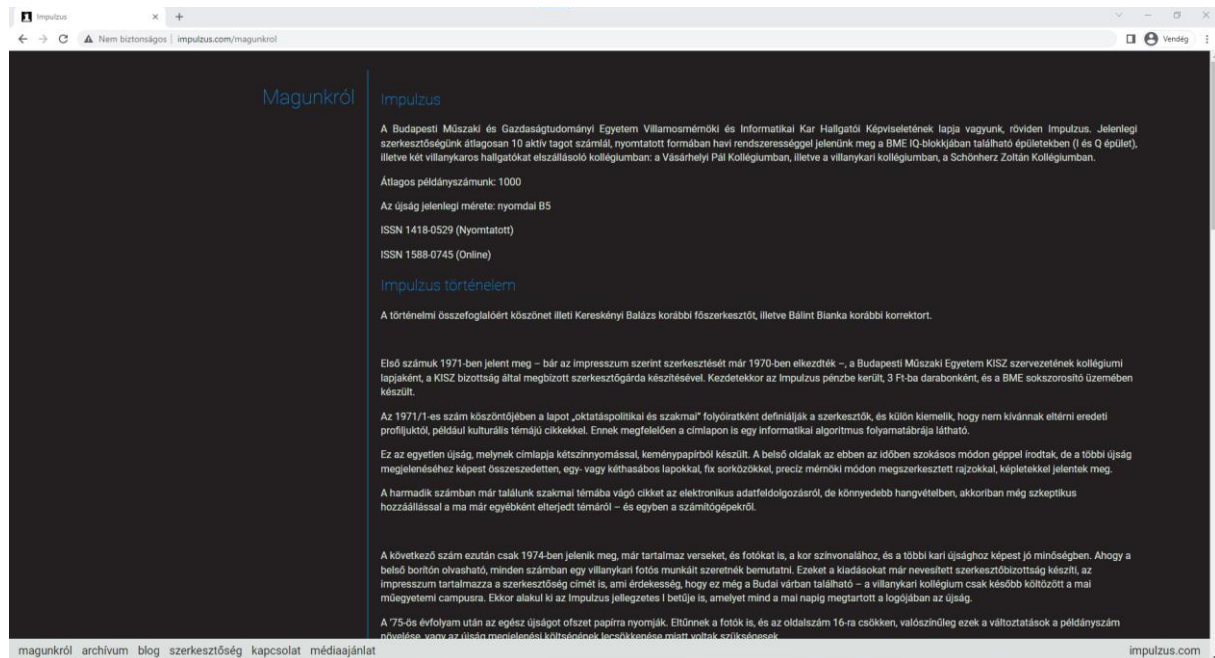 Impulzus
Nem biztonságos | impulzus.com/magunkrol
Vendég
Magunkról
Impulzus
A Budapesti Műszaki és Gazdaságtudományi Egyetem Villamosmérnöki és Informatikai Kar Hallgatói Képviseletének lapja vagyunk, röviden Impulzus. Jelenlegi
szerkesztőségünk átlagosan 10 aktív tagot számlál, nyomtatott formában havi rendszerességgel jelenünk meg a BME IQ-blokkjában található épületekben (I és Q épület),
illetve két villanykaros hallgatókat elszállásoló kollégiumban: a Vásárhelyi Pál Kollégiumban, illetve a villanykari kollégiumban, a Schönherz Zoltán Kollégiumban.
Átlagos példányszámunk: 1000
Az újság jelenlegi mérete: nyomdai B5
ISSN 1418-0529 (Nyomtatott)
ISSN 1588-0745 (Online)
Impulzus történelem
A történelmi összefoglalóért köszönet illeti Kereskényi Balázs korábbi főszerkesztőt, illetve Bálint Bianka korábbi korrektort.
Első számuk 1971-ben jelent meg – bár az impresszum szerint szerkesztését már 1970-ben elkezdték –, a Budapesti Műszaki Egyetem KISZ szervezetének kollégiumi
lapjaként, a KISZ bizottság által megbízott szerkesztőgárda készítésével. Kezdetekkor az Impulzus pénzbe került, 3 Ft-ba darabonként, és a BME sokszorosító üzemében
készült.
Az 1971/1-es szám köszöntőjében a lapot „oktatáspolitikai és szakmai” folyóiratként definiálják a szerkesztők, és külön kiemelik, hogy nem kívánnak eltérni eredeti
profiljuktól, például kulturális témájú cikkekkel. Ennek megfelelően a címlapon is egy informatikai algoritmus folyamatábrája látható.
Ez az egyetlen újság, melynek címlapja kétszínnyomással, keménypapírból készült. A belső oldalak az ebben az időben szokásos módon géppel íródtak, de a többi újság
megjelenéséhez képest összeszedetten, egy- vagy kéthasábos lapokkal, fix sorközökkel, precíz mérnöki módon megszerkesztett rajzokkal, képletekkel jelentek meg.
A harmadik számban már találunk szakmai témába vágó cikket az elektronikus adatfeldolgozásról, de könnyedebb hangvételben, akkoriban még szkeptikus
hozzáállással a ma már egyébként elterjedt témáról – és egyben a számítógépekről.
A következő szám ezután csak 1974-ben jelenik meg, már tartalmaz verseket, és fotókat is, a kor színvonalához, és a többi kari újsághoz képest jó minőségben. Ahogy a
belső borítón olvasható, minden számban egy villanykari fotós munkáit szeretnék bemutatni. Ezeket a kiadásokat már nevesített szerkesztőbizottság készíti, az
impresszum tartalmazza a szerkesztőség címét is, ami érdekesség, hogy ez még a Budai várban található – a villanykari kollégium csak később költözött a mai
műegyetemi campusra. Ekkor alakul ki az Impulzus jellegzetes I betűje is, amelyet mind a mai napig megtartott a logójában az újság.
A '75-ös évfolyam után az egész újságot ofszet papírra nyomják. Eltűnnek a fotók is, és az oldalszám 16-ra csökken, valószínűleg ezek a változtatások a példányszám
növelése, vagy az újság megjelenési költségének lecsökkenése miatt voltak szükségesek.
magunkról archívum blog szerkesztőség kapcsolat médiaajánlat
impulzus.com